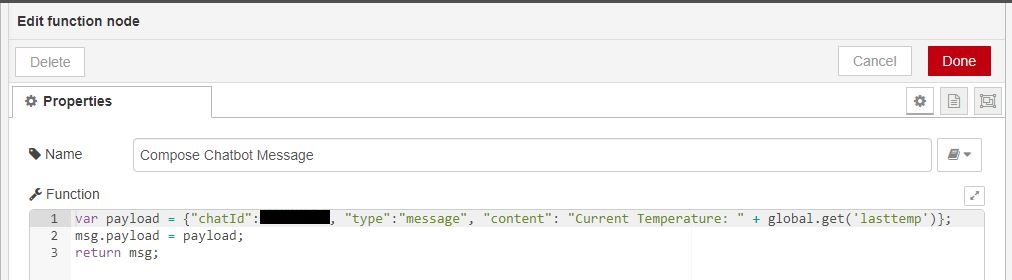 Edit function node
Delete
Cancel
Done
Properties
Name
Compose Chatbot Message
Function
1 var payload = {"chatId": , "type":"message", "content": "Current Temperature: " + global.get('lasttemp')};
2 msg.payload = payload;
3 return msg;